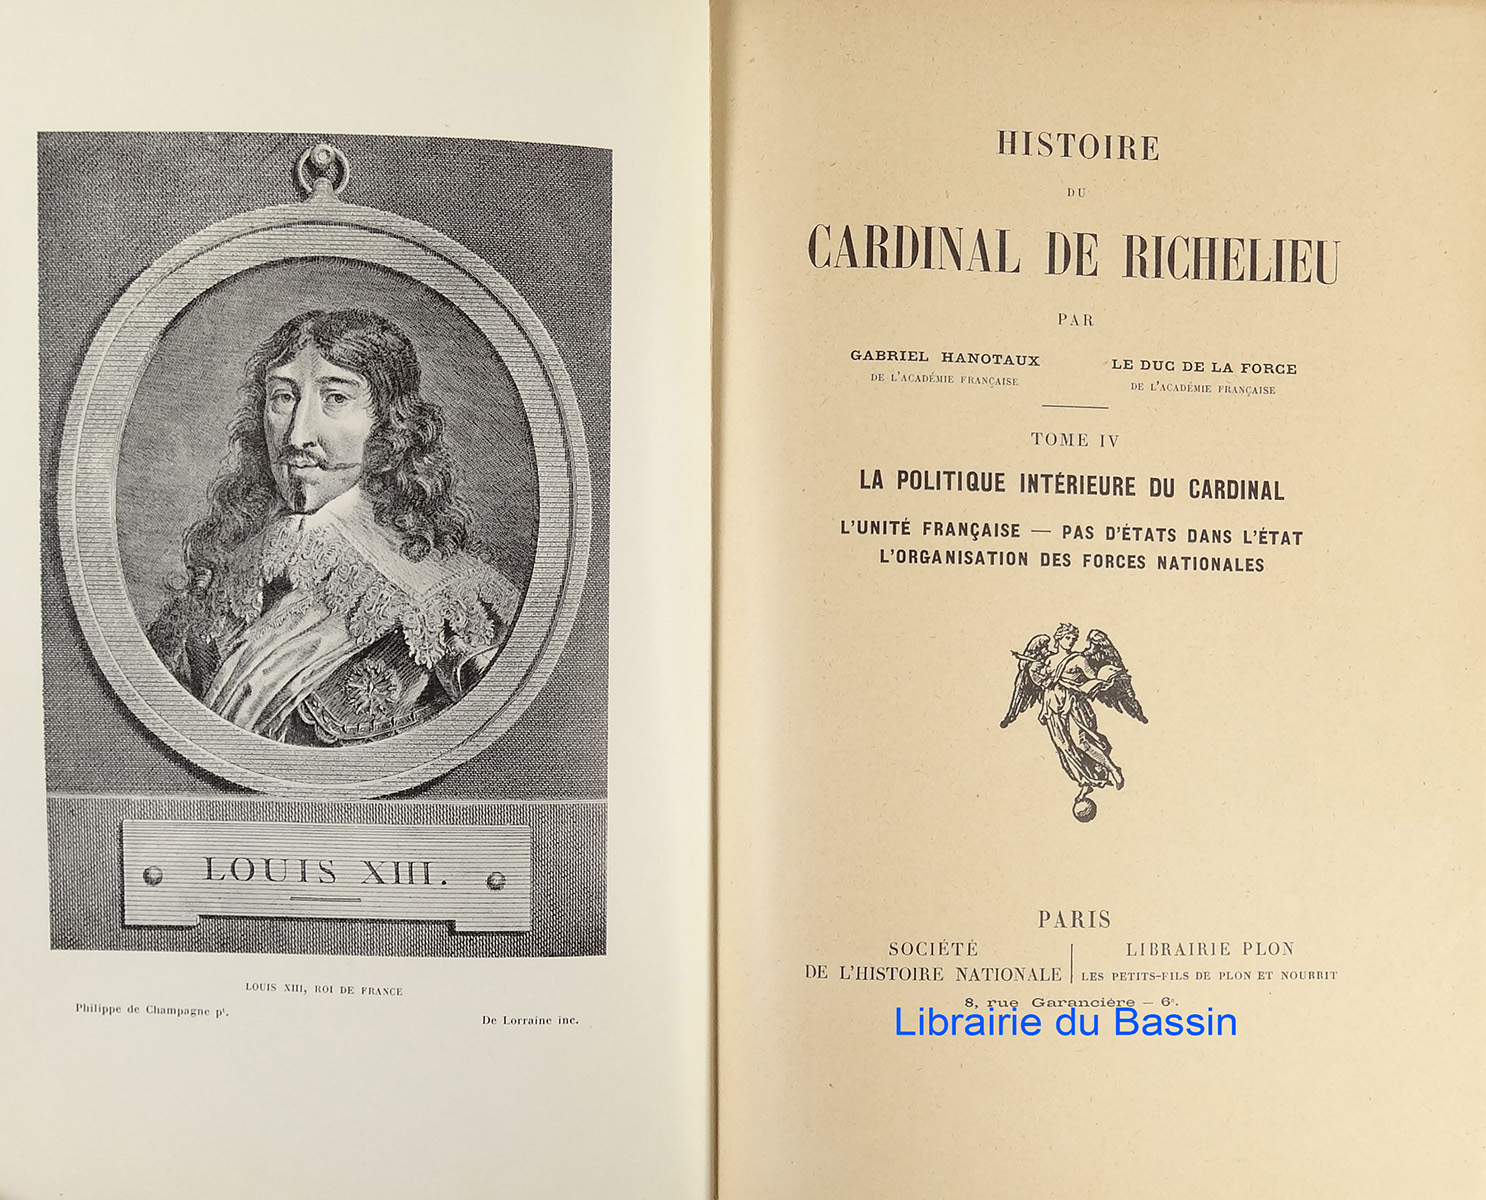 LOUIS XIII.
LOUIS XIII, ROI DE FRANCE
Philippe de Champagne pt.
De Lorraine inc.
HISTOIRE
DU
CARDINAL DE RICHELIEU
PAR
GABRIEL HANOTAUX
DE L'ACADÉMIE FRANÇAISE
LE DUC DE LA FORCE
DE L'ACADÉMIE FRANÇAISE
TOME IV
LA POLITIQUE INTÉRIEURE DU CARDINAL
L'UNITÉ FRANÇAISE — PAS D'ÉTATS DANS L'ÉTAT
L'ORGANISATION DES FORCES NATIONALES
PARIS
SOCIÉTÉ
DE L'HISTOIRE NATIONALE
LIBRAIRIE PLON
LES PETITS-FILS DE PLON ET NOURRIT
8, rue Garancière — 6e.
Librairie du Bassin